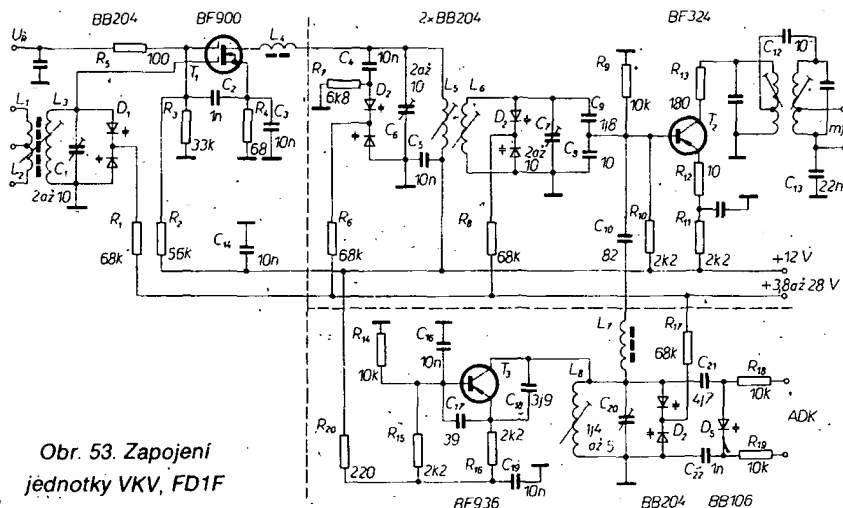 BB204 BF900 2×BB204 BF324
U_R R5 100 T1 L4 C4 10n C12 10
L1 L3 D1 C2 1n R3 33k R4 68 C3 10n
R7 6k8 D2 2až 10 C6 L5 L6 D2 C7 2až 10 C9 1j8 C8 10
R9 10k R13 180 T2 mf
L2 C1 2až 10 C5 10n R12 10 C13 22n
R1 68k R2 56k C14 10n R6 68k R8 68k C10 82 R10 2k2 R11 2k2
+12 V
+3,8až 28 V
R14 10k C16 10n T3 L8 L7 R17 68k C21 4j7 R18 10k
C17 39 C18 3j9 C20 1j4 až 5 D2 D5 ADK
R20 220 R15 2k2 R16 2k2 C19 10n C22 1n R19 10k
BF936 BB204 BB106
Obr. 53. Zapojení
jednotky VKV, FD1F